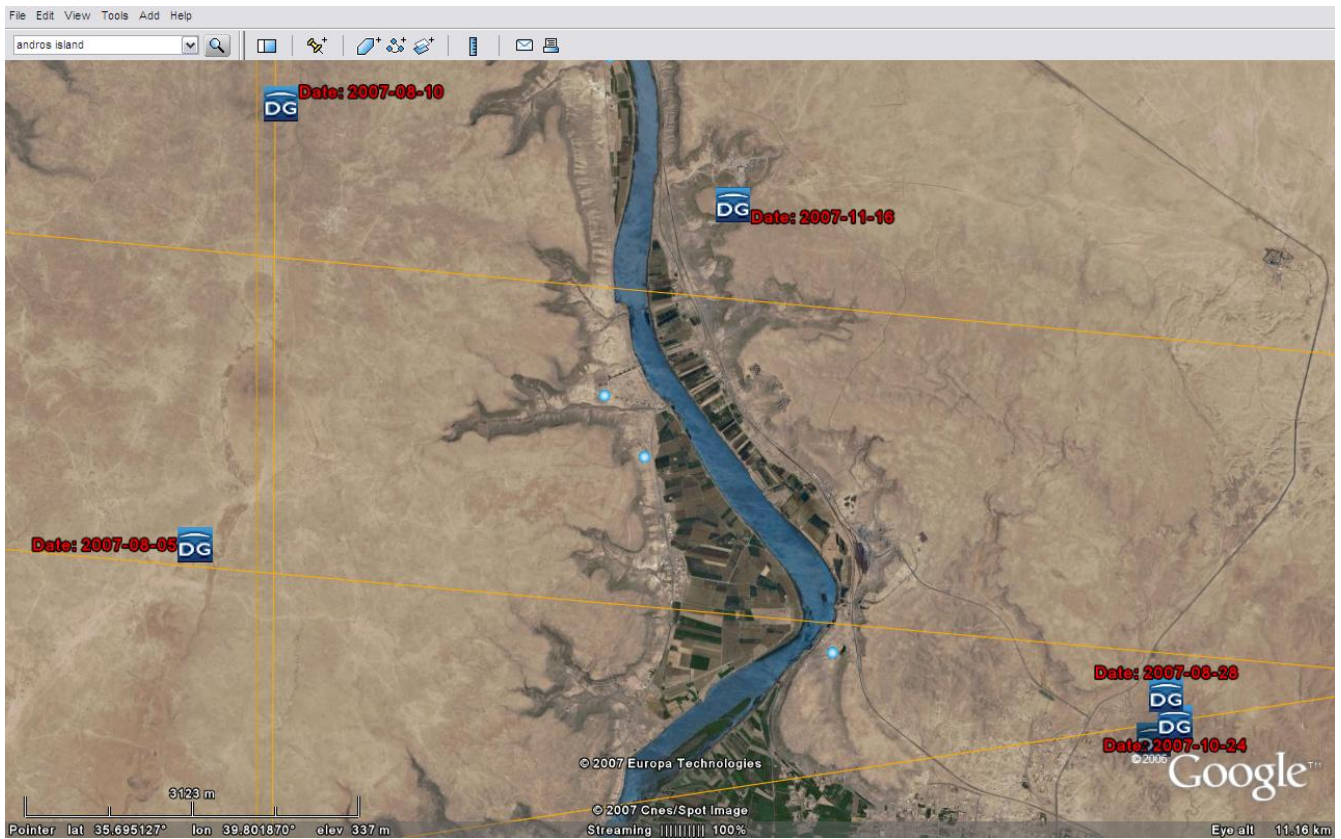 File Edit View Tools Add Help
andros island
DG Date: 2007-08-10
DG
Date: 2007-11-16
Date: 2007-08-05 DG
Date: 2007-08-28
DG
DG
Date: 2007-10-24
© 2007 Europa Technologies
© 2006
Google™
3123 m
© 2007 Cnes/Spot Image
Pointer lat 35.695127° lon 39.801870° elev 337 m Streaming |||||||||| 100% Eye alt 11.16 km